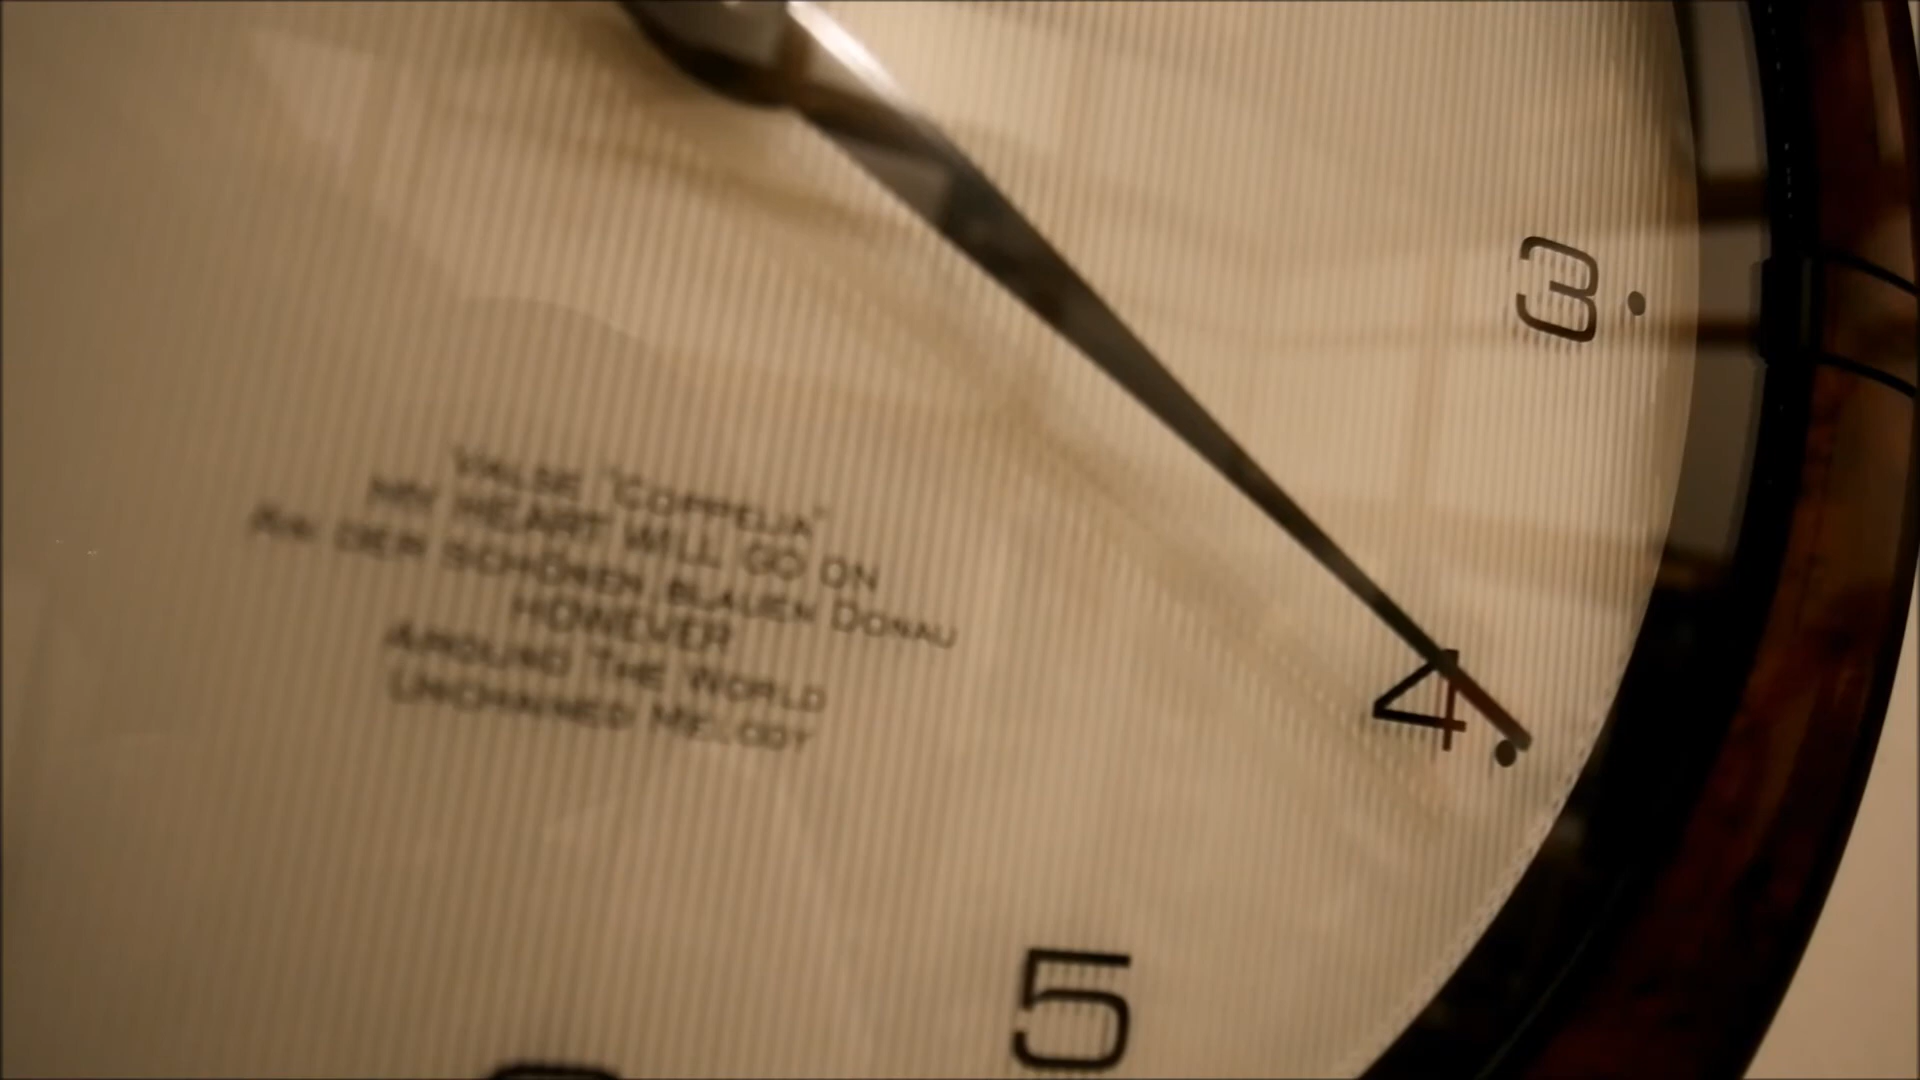 3
VALSE "COPPELIA"
MY HEART WILL GO ON
AN DER SCHÖNEN BLAUEN DONAU
HOWEVER
AROUND THE WORLD
UNCHAINED MELODY
4
5